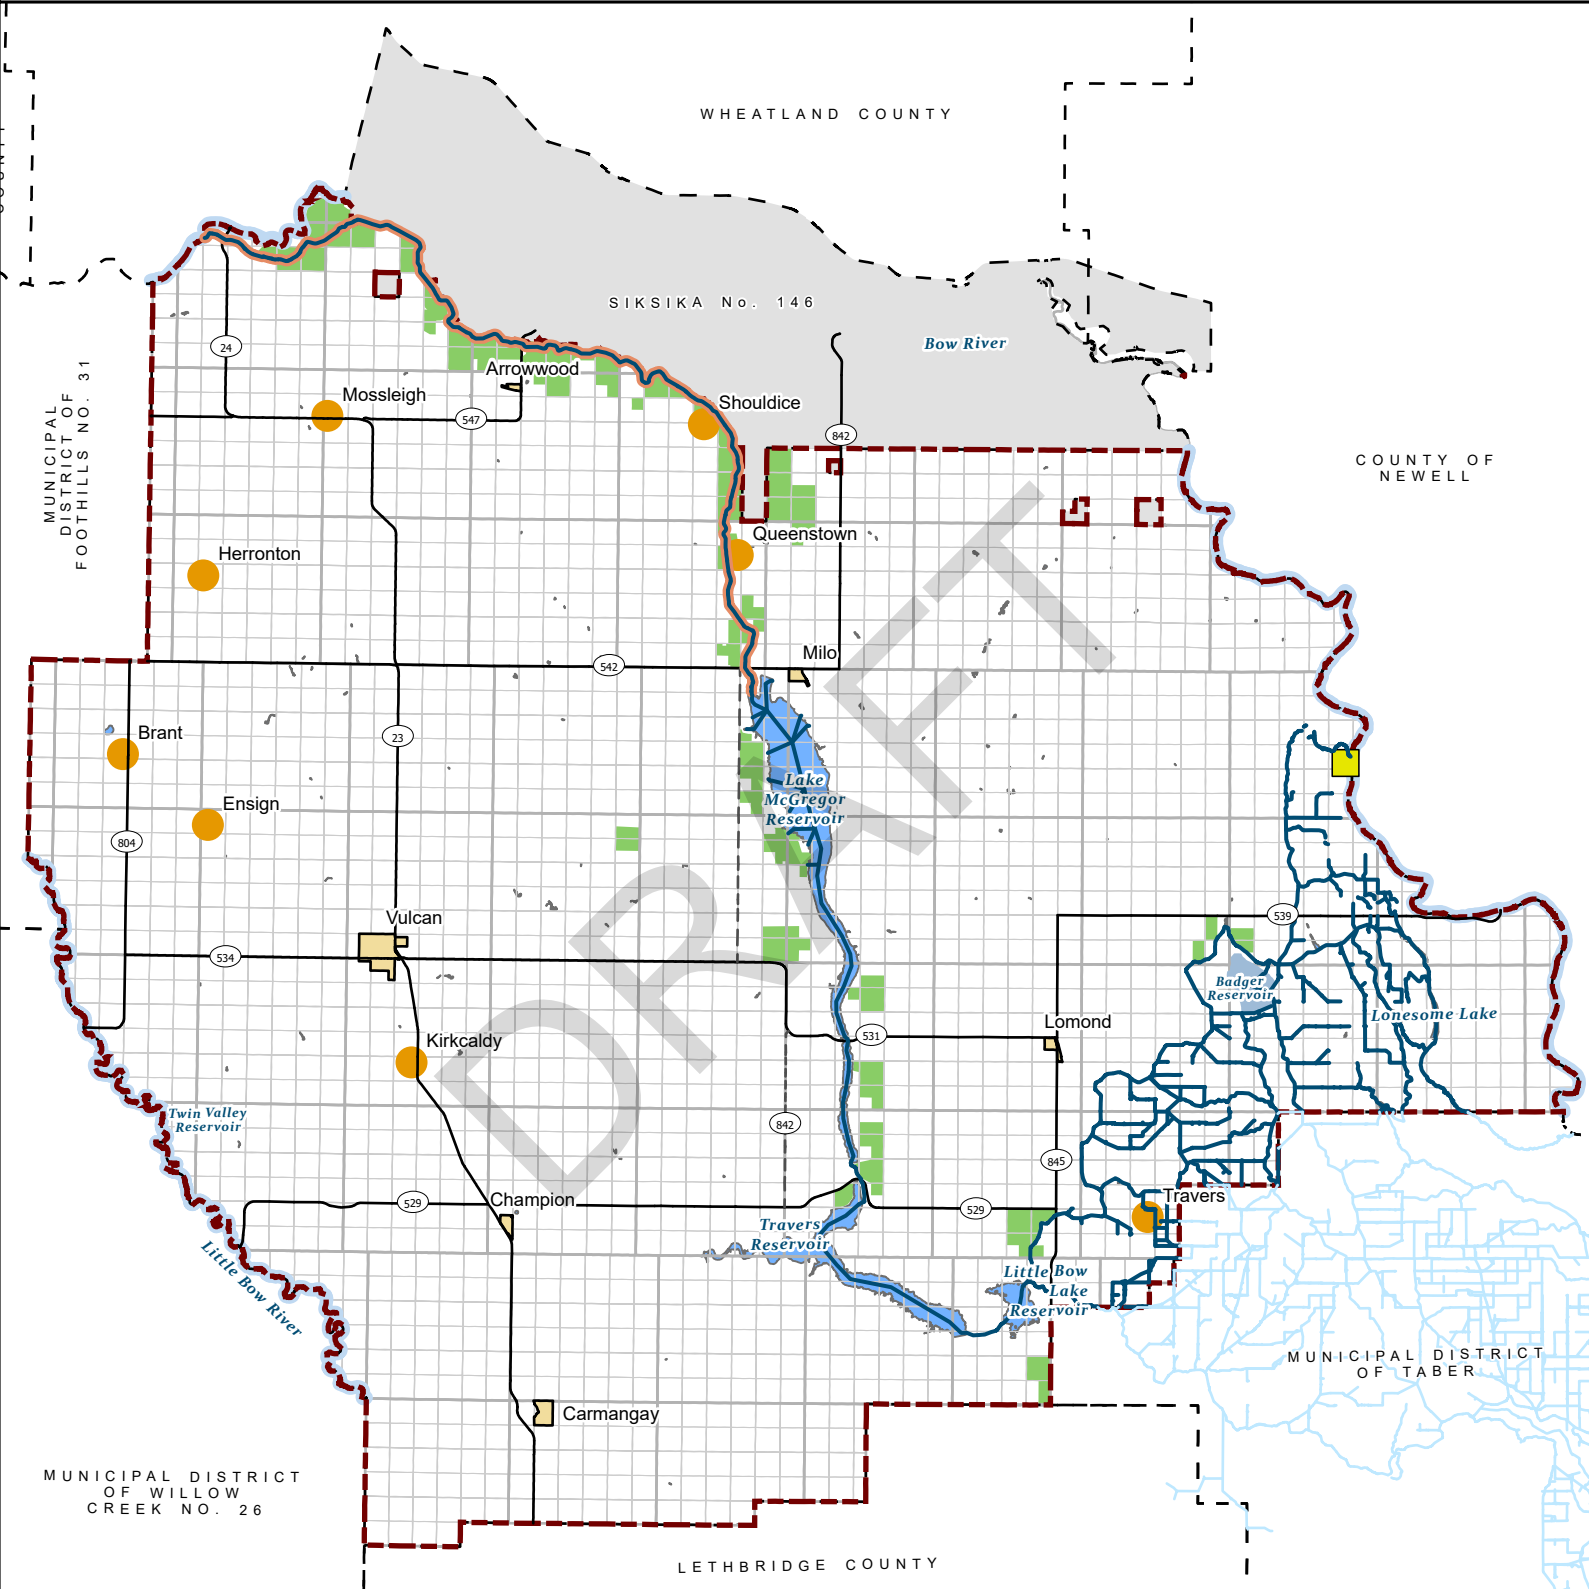 WHEATLAND COUNTY
SIKSIKA No. 146
Bow River
24
Arrowwood
Mossleigh
547
Shouldice
842
MUNICIPAL
DISTRICT OF
FOOTHILLS NO. 31
COUNTY OF
NEWELL
Queenstown
Herronton
542
Milo
Brant
23
Lake
McGregor
Reservoir
Ensign
804
Vulcan
539
534
Badger
Reservoir
Lonesome Lake
Lomond
531
Kirkcaldy
Twin Valley
Reservoir
842
845
Travers
Champion
529
529
Travers
Reservoir
Little Bow River
Little Bow
Lake
Reservoir
MUNICIPAL DISTRICT
OF TABER
Carmangay
MUNICIPAL DISTRICT
OF WILLOW
CREEK NO. 26
LETHBRIDGE COUNTY
DRAFT